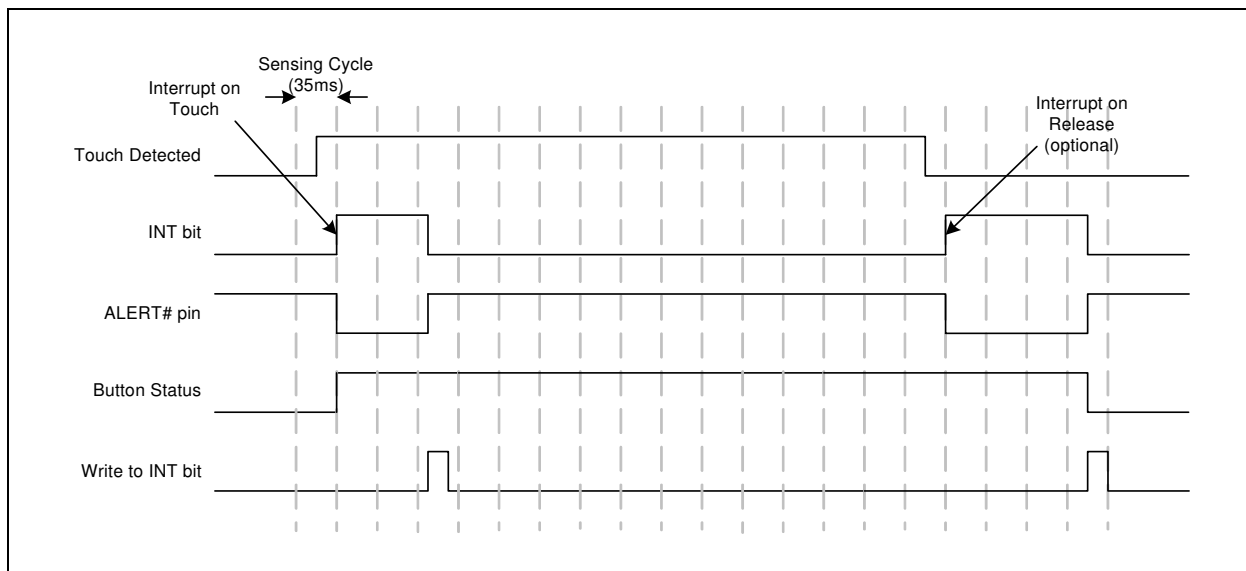 Sensing Cycle
(35ms)
Interrupt on
Touch
Interrupt on
Release
(optional)
Touch Detected
INT bit
ALERT# pin
Button Status
Write to INT bit